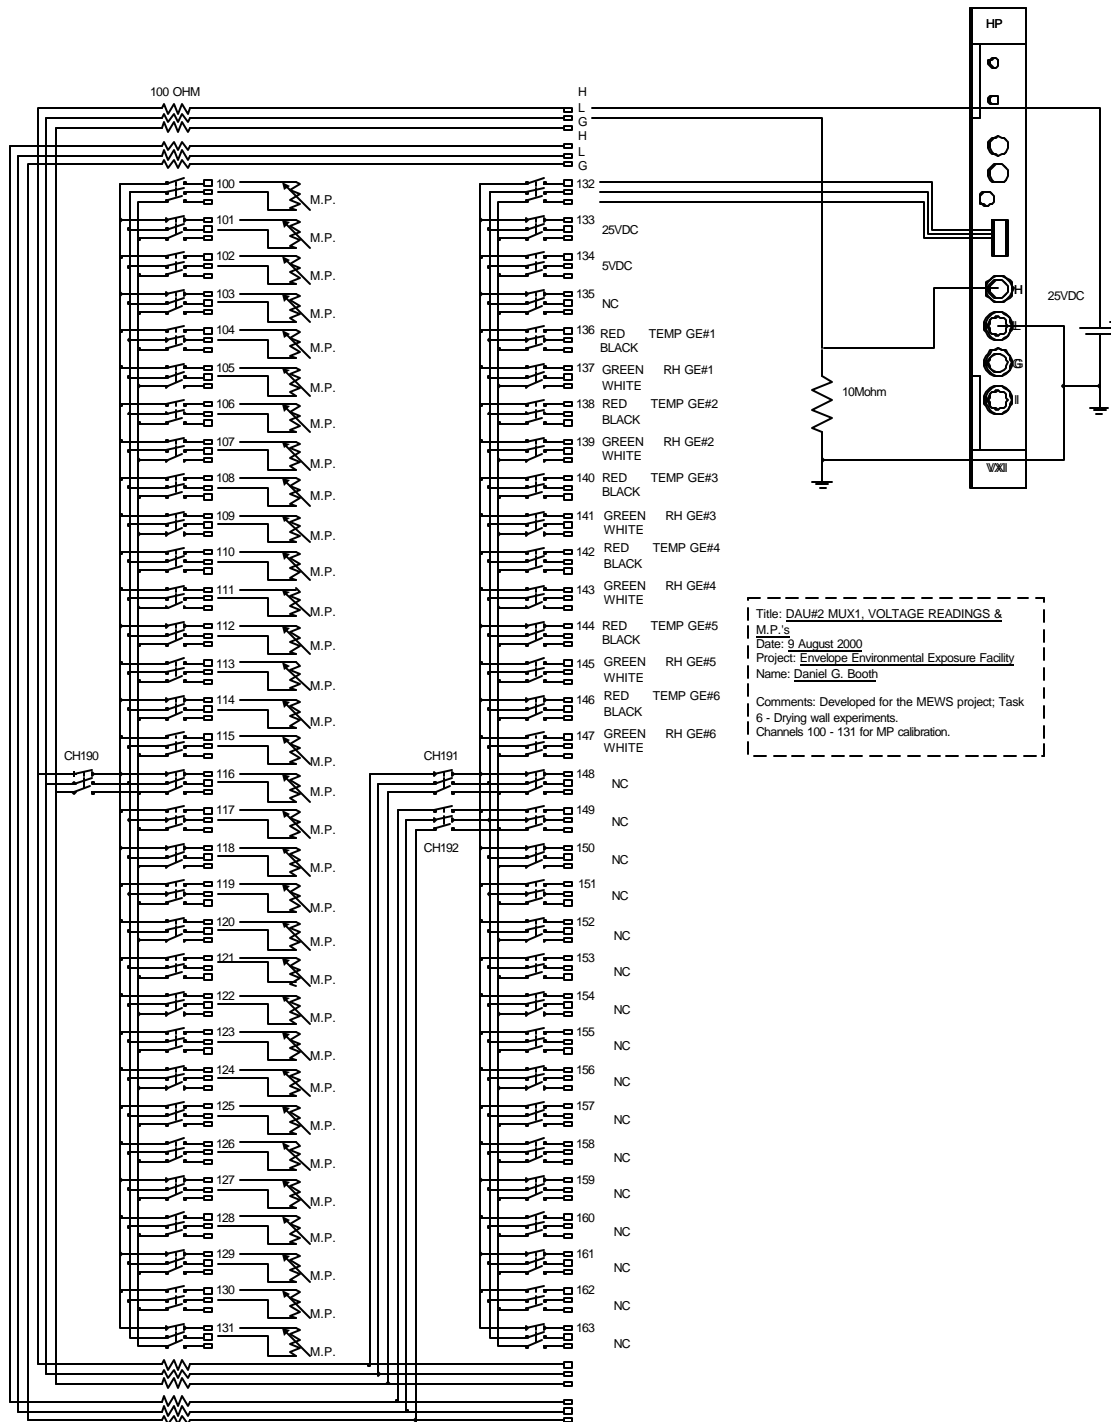 HP
100 OHM
H
L
G
H
L
G
100 M.P.
101 M.P.
102 M.P.
103 M.P.
104 M.P.
105 M.P.
106 M.P.
107 M.P.
108 M.P.
109 M.P.
110 M.P.
111 M.P.
112 M.P.
113 M.P.
114 M.P.
115 M.P.
CH190
116 M.P.
117 M.P.
118 M.P.
119 M.P.
120 M.P.
121 M.P.
122 M.P.
123 M.P.
124 M.P.
125 M.P.
126 M.P.
127 M.P.
128 M.P.
129 M.P.
130 M.P.
131 M.P.
132
133 25VDC
134 5VDC
135 NC
136 RED TEMP GE#1
BLACK
137 GREEN RH GE#1
WHITE
138 RED TEMP GE#2
BLACK
139 GREEN RH GE#2
WHITE
140 RED TEMP GE#3
BLACK
141 GREEN RH GE#3
WHITE
142 RED TEMP GE#4
BLACK
143 GREEN RH GE#4
WHITE
144 RED TEMP GE#5
BLACK
145 GREEN RH GE#5
WHITE
146 RED TEMP GE#6
BLACK
147 GREEN RH GE#6
WHITE
CH191
148 NC
149 NC
CH192
150 NC
151 NC
152 NC
153 NC
154 NC
155 NC
156 NC
157 NC
158 NC
159 NC
160 NC
161 NC
162 NC
163 NC
H
25VDC
L
G
I
10Mohm
VXI
Title: DAU#2 MUX1, VOLTAGE READINGS &
M.P.'s
Date: 9 August 2000
Project: Envelope Environmental Exposure Facility
Name: Daniel G. Booth
Comments: Developed for the MEWS project; Task
6 - Drying wall experiments.
Channels 100 - 131 for MP calibration.